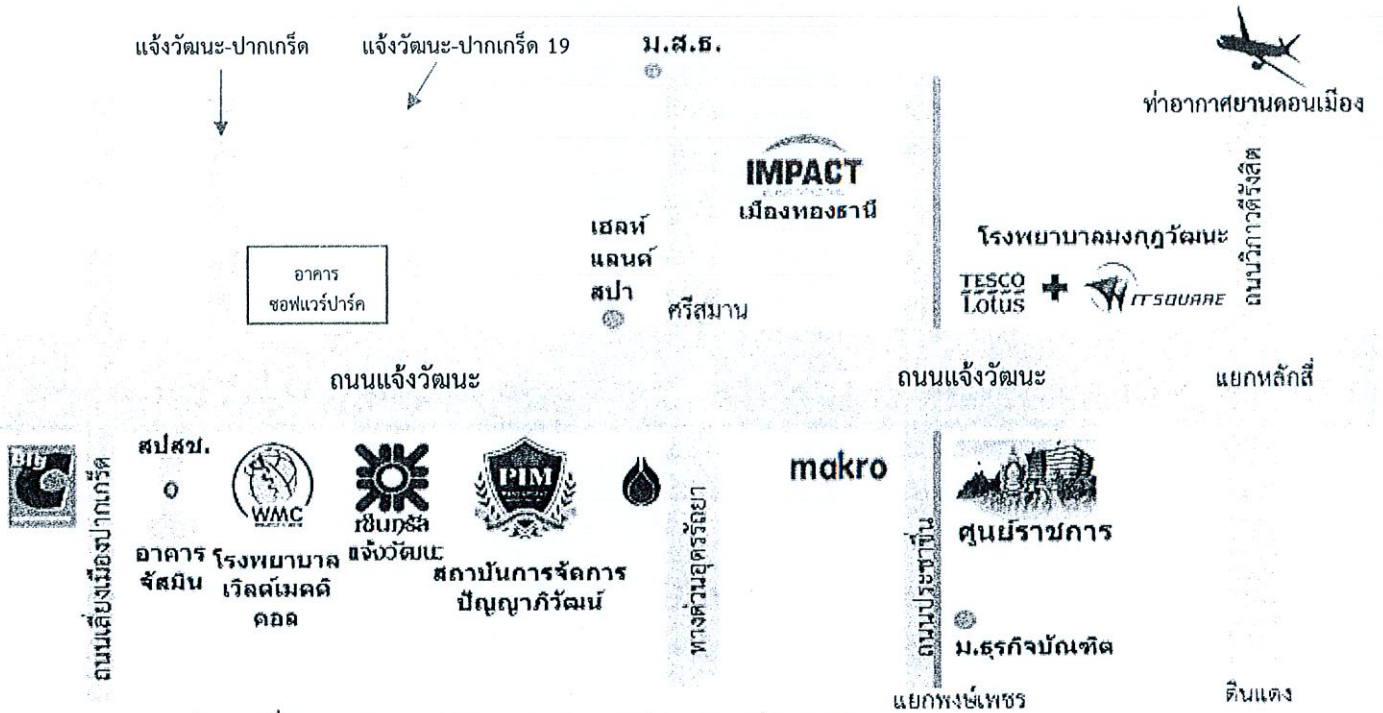 แจ้งวัฒนะ-ปากเกร็ด
แจ้งวัฒนะ-ปากเกร็ด 19
ม.ส.ธ.
ท่าอากาศยานดอนเมือง
IMPACT
เมืองทองธานี
ถนนวิภาวดีรังสิต
เฮลท์
แลนด์
สปา
โรงพยาบาลมงกุฎวัฒนะ
อาคาร
ซอฟแวร์ปาร์ค
TESCO
Lotus
IT SQUARE
ศรีสมาน
ถนนแจ้งวัฒนะ
ถนนแจ้งวัฒนะ
แยกหลักสี่
Big
C
ถนนเลี่ยงเมืองปากเกร็ด
สปสช.
อาคาร
จัสมิน
WMC
โรงพยาบาล
เวิลด์เมดดิ
คอล
เซ็นทรัล
แจ้งวัฒนะ
PIM
สถาบันการจัดการ
ปัญญาภิวัฒน์
ทางด่วนอุดรรัถยา
makro
ถนนประชาชื่น
ศูนย์ราชการ
ม.ธุรกิจบัณฑิต
แยกพงษ์เพชร
ดินแดง